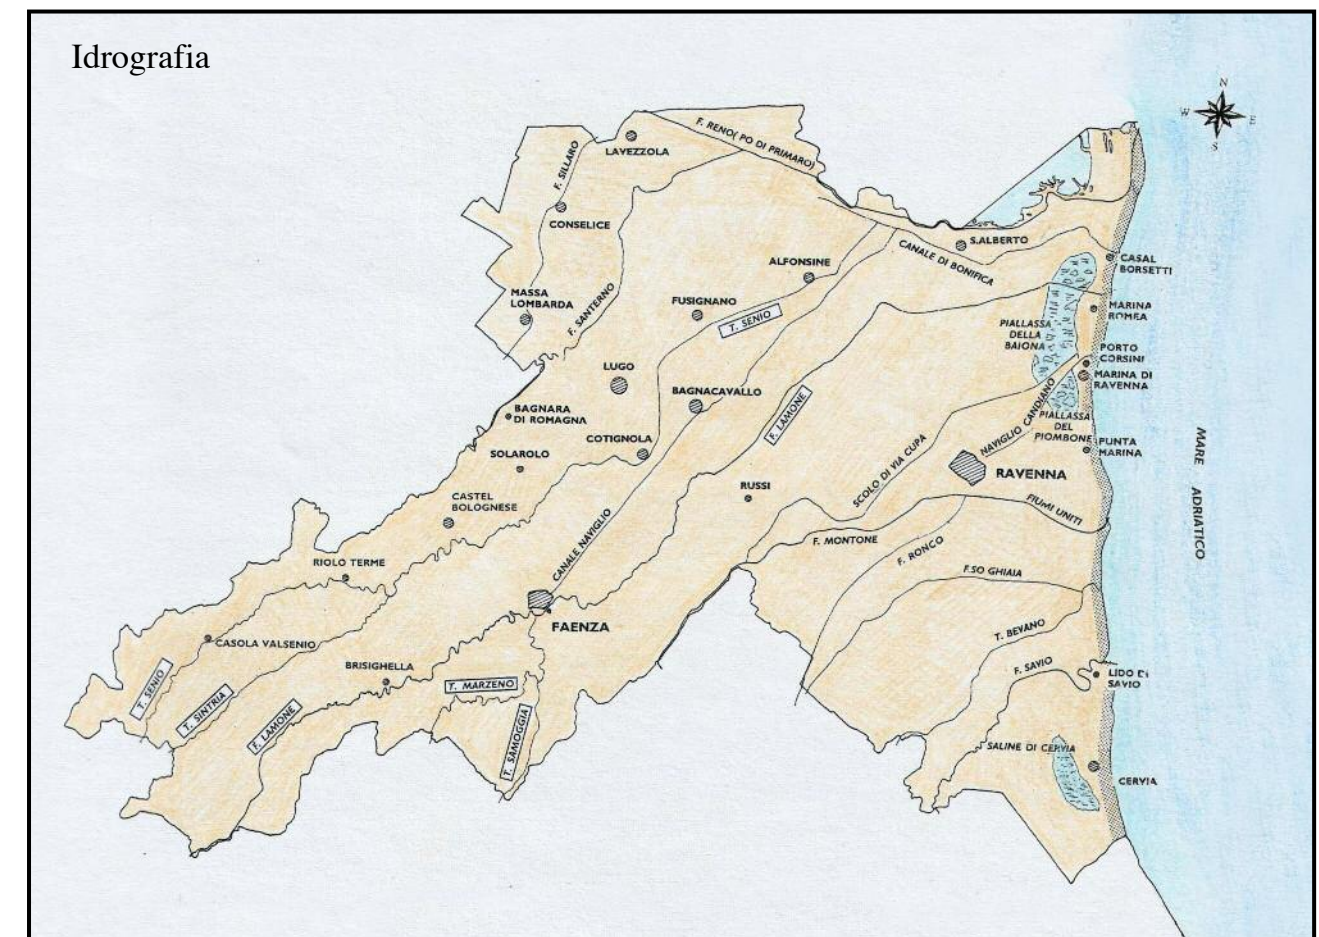 Idrografia
N
W
E
S
F. RENO( PO DI PRIMARO)
LAVEZZOLA
F. SILLARO
CONSELICE
S.ALBERTO
CANALE DI BONIFICA
CASAL
BORSETTI
ALFONSINE
MASSA
LOMBARDA
F. SANTERNO
FUSIGNANO
T. SENIO
MARINA
ROMEA
PIALLASSA
DELLA
BAIONA
PORTO
CORSINI
MARINA DI
RAVENNA
LUGO
BAGNACAVALLO
F. LAMONE
NAVIGLIO CANDIANO
PIALLASSA
DEL
PIOMBONE
PUNTA
MARINA
BAGNARA
DI ROMAGNA
COTIGNOLA
SOLAROLO
SCOLO DI VIA CUPA
RAVENNA
MARE ADRIATICO
RUSSI
CASTEL
BOLOGNESE
FIUMI UNITI
CANALE NAVIGLIO
F. MONTONE
F. RONCO
RIOLO TERME
F.SO GHIAIA
FAENZA
T. BEVANO
CASOLA VALSENIO
BRISIGHELLA
F. SAVIO
LIDO DI
SAVIO
T. SENIO
T. SINTRIA
F. LAMONE
T. MARZENO
T. SAMOGGIA
SALINE DI CERVIA
CERVIA